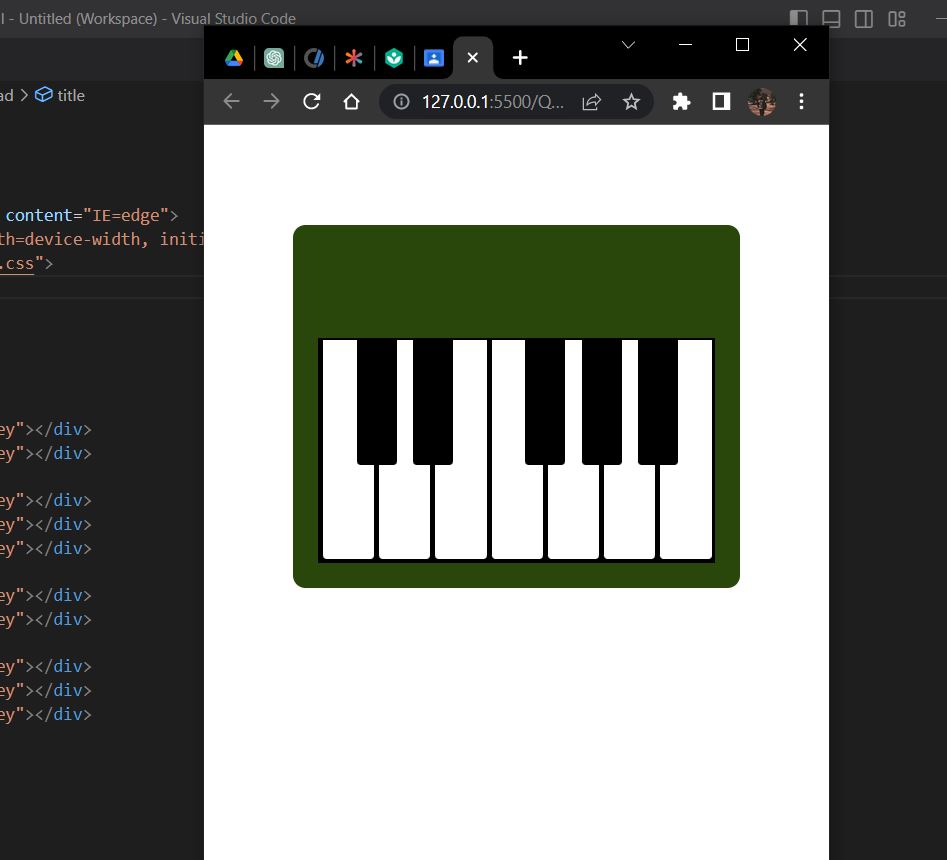 l - Untitled (Workspace) - Visual Studio Code
127.0.0.1:5500/Q...
ad > title
content="IE=edge">
th=device-width, initi
.css">
ey"></div>
ey"></div>
ey"></div>
ey"></div>
ey"></div>
ey"></div>
ey"></div>
ey"></div>
ey"></div>
ey"></div>